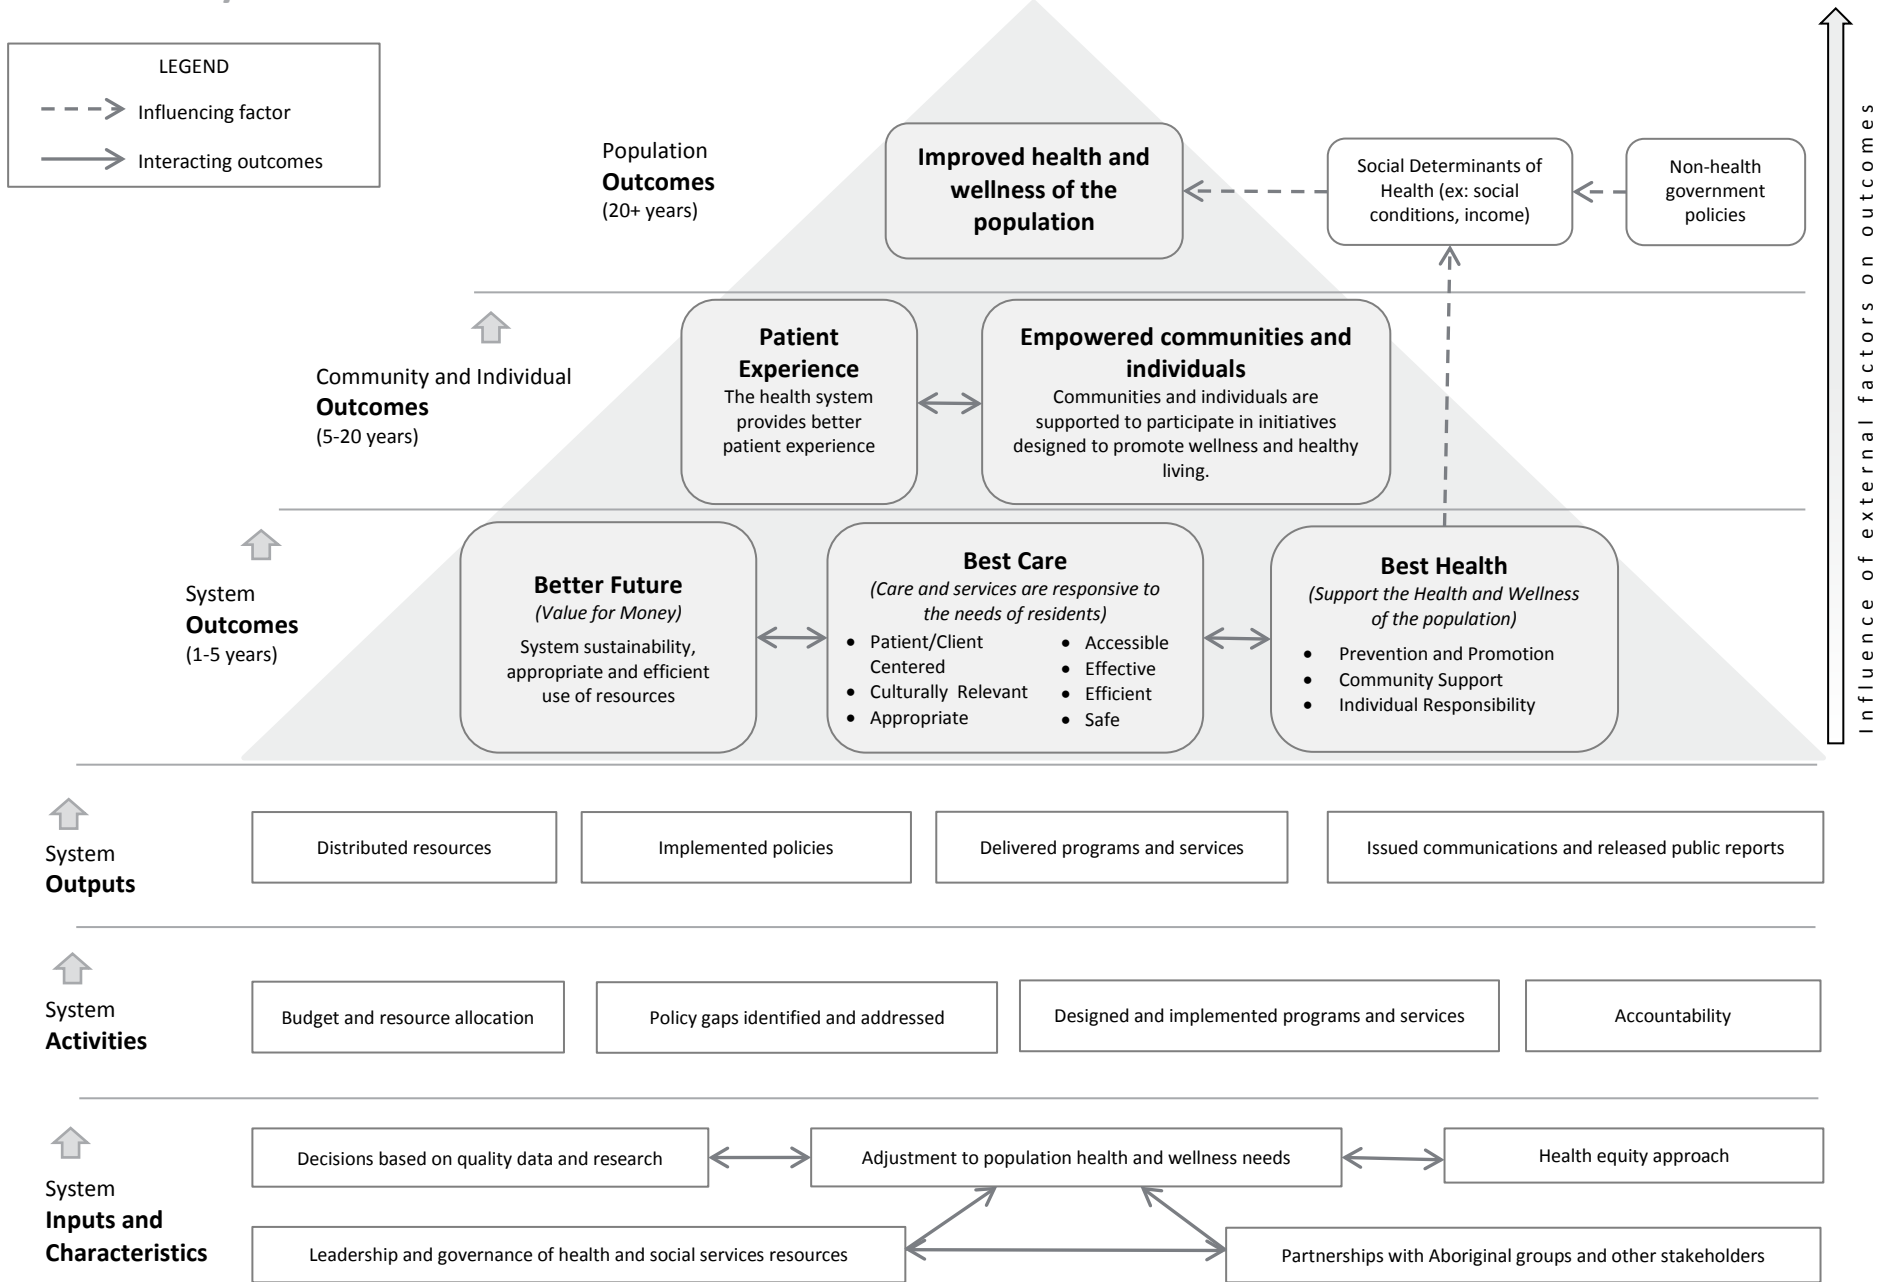 LEGEND
Influencing factor
Interacting outcomes
Population
Outcomes
(20+ years)
Improved health and
wellness of the
population
Social Determinants of
Health (ex: social
conditions, income)
Non-health
government
policies
Influence of external factors on outcomes
Community and Individual
Outcomes
(5-20 years)
Patient
Experience
The health system
provides better
patient experience
Empowered communities and
individuals
Communities and individuals are
supported to participate in initiatives
designed to promote wellness and healthy
living.
System
Outcomes
(1-5 years)
Better Future
(Value for Money)
System sustainability,
appropriate and efficient
use of resources
Best Care
(Care and services are responsive to
the needs of residents)
• Patient/Client
Centered
• Culturally Relevant
• Appropriate
• Accessible
• Effective
• Efficient
• Safe
Best Health
(Support the Health and Wellness
of the population)
• Prevention and Promotion
• Community Support
• Individual Responsibility
System
Outputs
Distributed resources
Implemented policies
Delivered programs and services
Issued communications and released public reports
System
Activities
Budget and resource allocation
Policy gaps identified and addressed
Designed and implemented programs and services
Accountability
System
Inputs and
Characteristics
Decisions based on quality data and research
Adjustment to population health and wellness needs
Health equity approach
Leadership and governance of health and social services resources
Partnerships with Aboriginal groups and other stakeholders